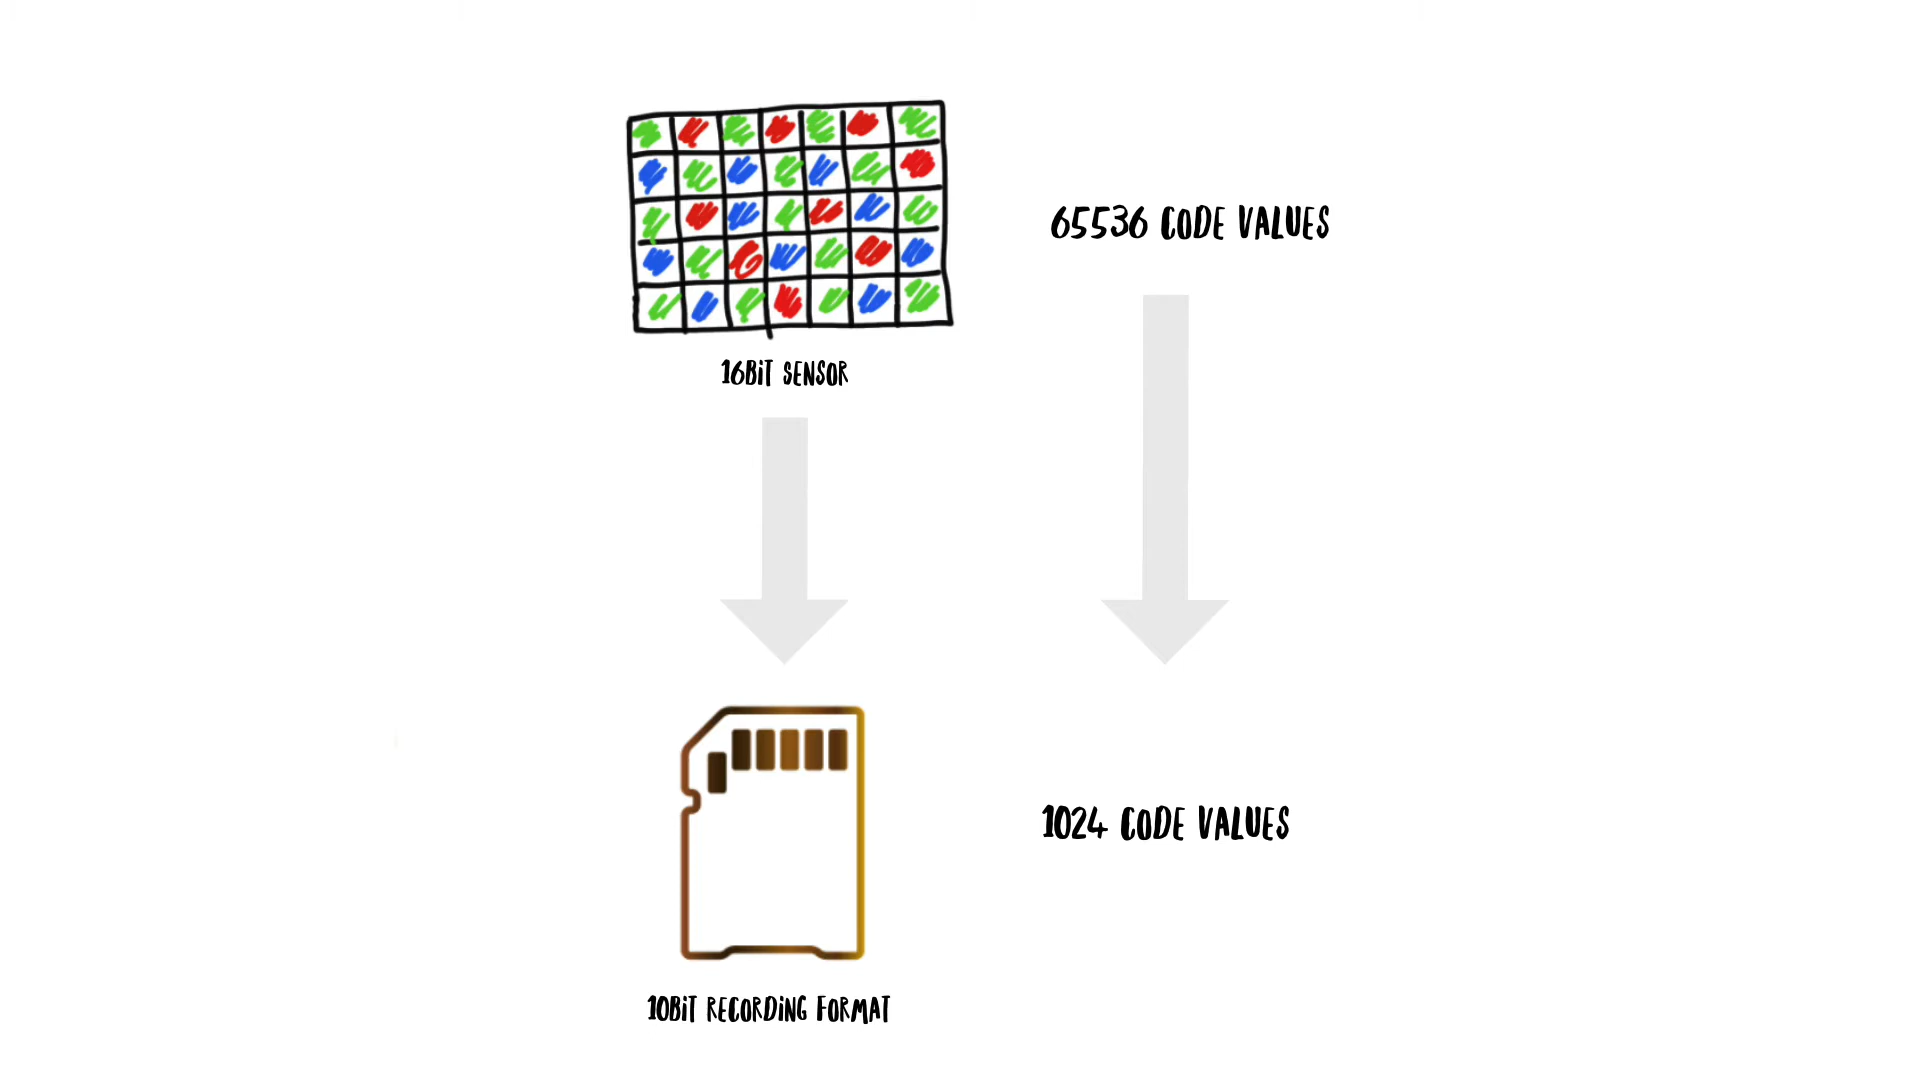 65536 CODE VALUES
16BiT SENSOR
1024 CODE VALUES
10BiT RECORDiNG FORMAT